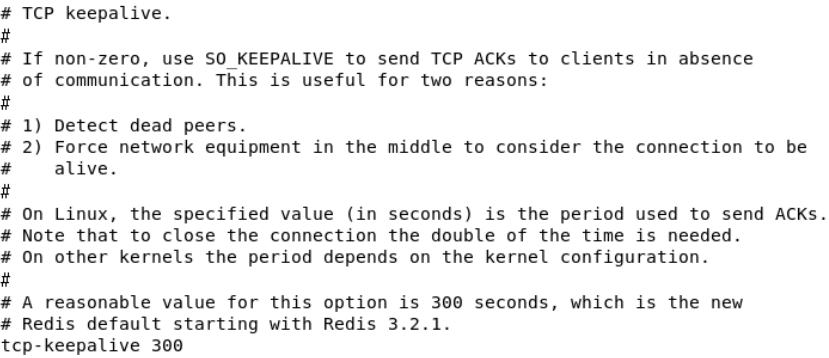 # TCP keepalive.
#
# If non-zero, use SO_KEEPALIVE to send TCP ACKs to clients in absence
# of communication. This is useful for two reasons:
#
# 1) Detect dead peers.
# 2) Force network equipment in the middle to consider the connection to be
#    alive.
#
# On Linux, the specified value (in seconds) is the period used to send ACKs.
# Note that to close the connection the double of the time is needed.
# On other kernels the period depends on the kernel configuration.
#
# A reasonable value for this option is 300 seconds, which is the new
# Redis default starting with Redis 3.2.1.
tcp-keepalive 300